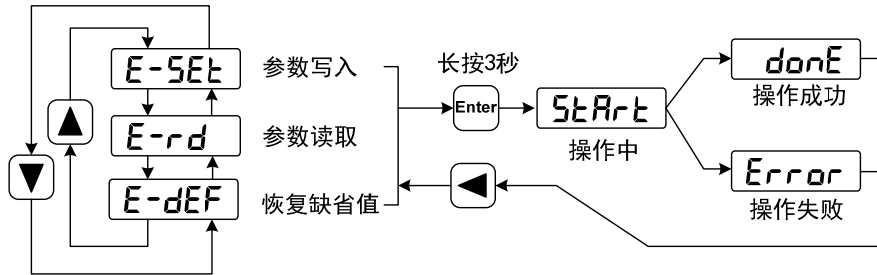 E-SEt
参数写入
E-rd
参数读取
E-dEF
恢复缺省值
长按3秒
Enter
StArt
操作中
donE
操作成功
Error
操作失败